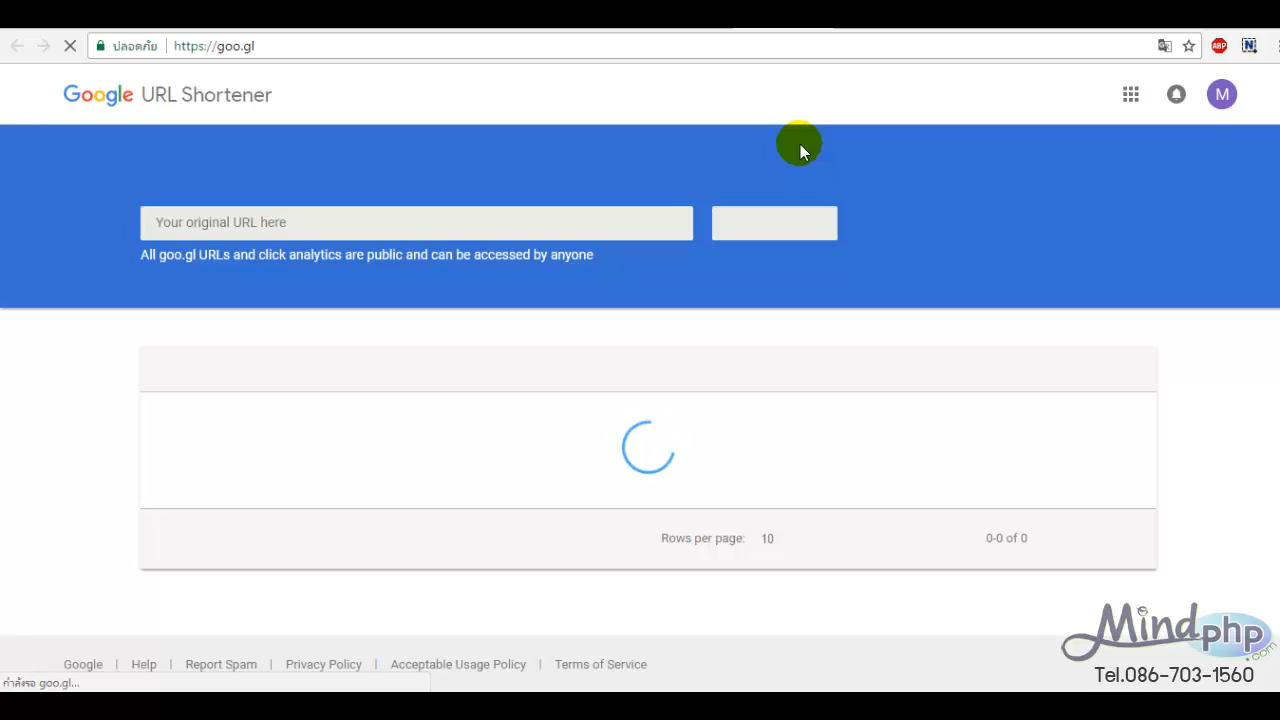 ปลอดภัย https://goo.gl
ABP N
Google URL Shortener
M
Your original URL here
All goo.gl URLs and click analytics are public and can be accessed by anyone
Rows per page: 10 0-0 of 0
Google | Help | Report Spam | Privacy Policy | Acceptable Usage Policy | Terms of Service
กำลังรอ goo.gl...
Mindphp.com
Tel.086-703-1560